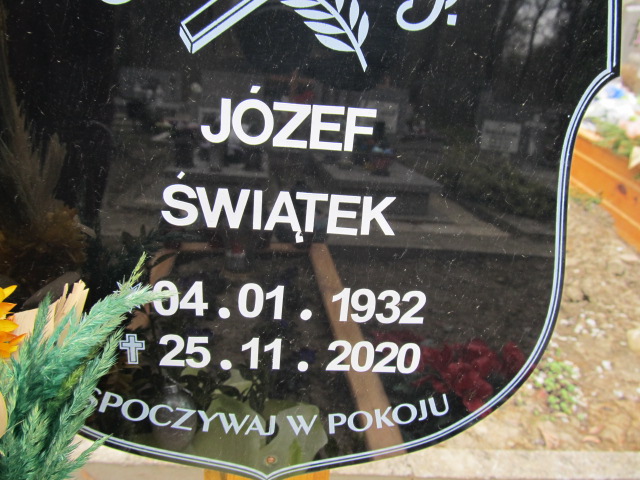 JÓZEF
ŚWIĄTEK
04.01.1932
25.11.2020
SPOCZYWAJ W POKOJU